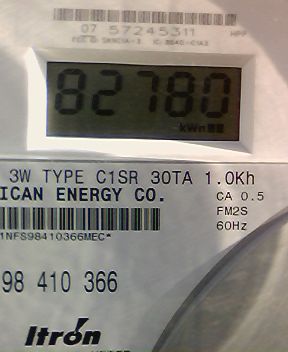 07 57245311
HPP
82780
kWh
3W TYPE C1SR 30TA 1.0Kh
ICAN ENERGY CO.
CA 0.5
FM2S
60Hz
1NFS98410366MEC*
98 410 366
Itron